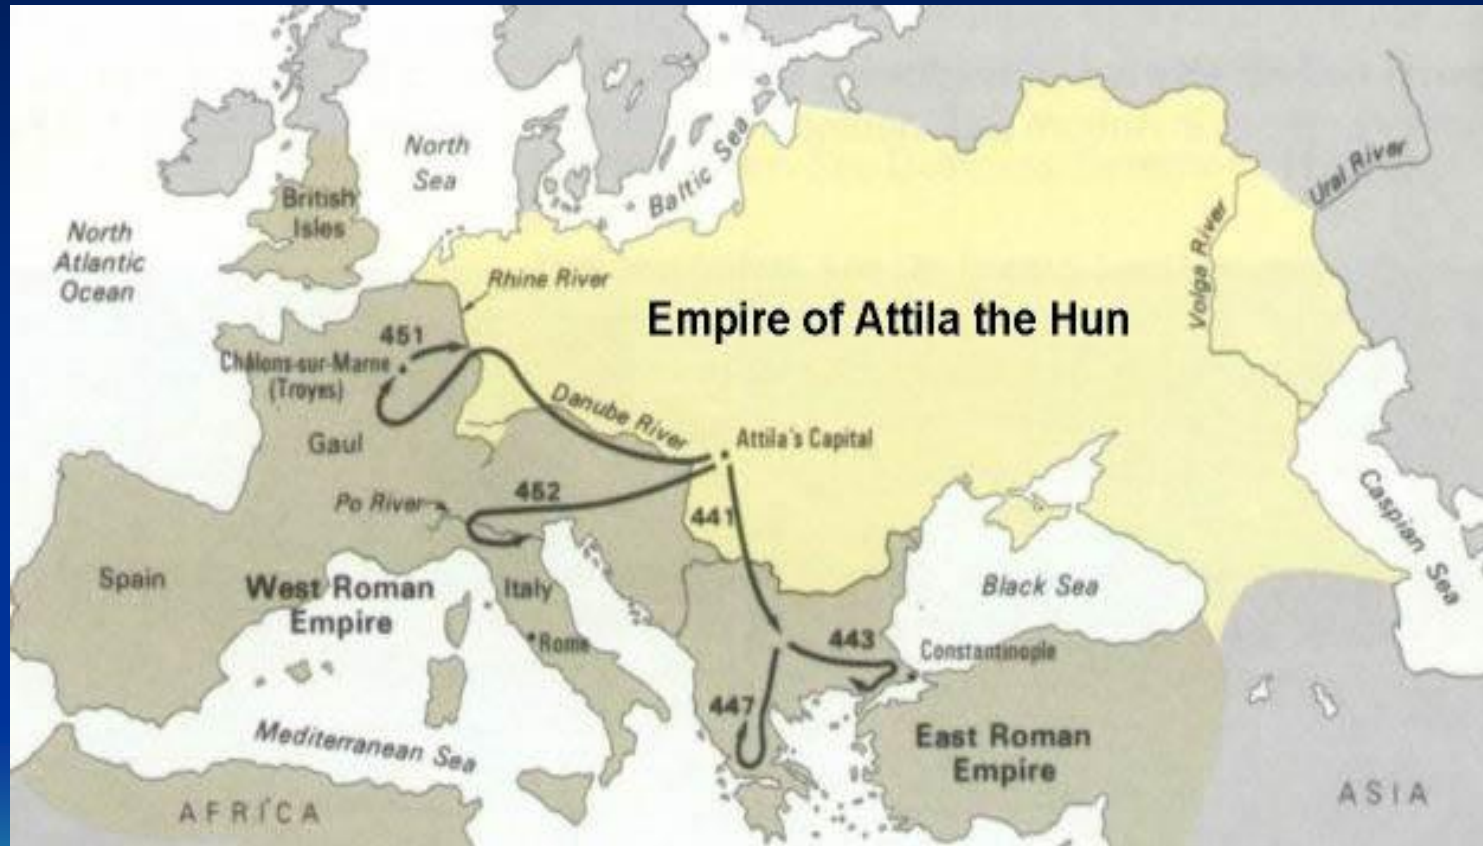 North
Sea
Baltic Sea
Ural River
British
Isles
North
Atlantic
Ocean
Volga River
Rhine River
Empire of Attila the Hun
451
Châlons-sur-Marne
(Troyes)
Danube River
Gaul
Attila's Capital
452
Po River
441
Caspian Sea
Spain
West Roman
Empire
Italy
Black Sea
Rome
443
Constantinople
447
Mediterranean Sea
East Roman
Empire
AFRICA
ASIA